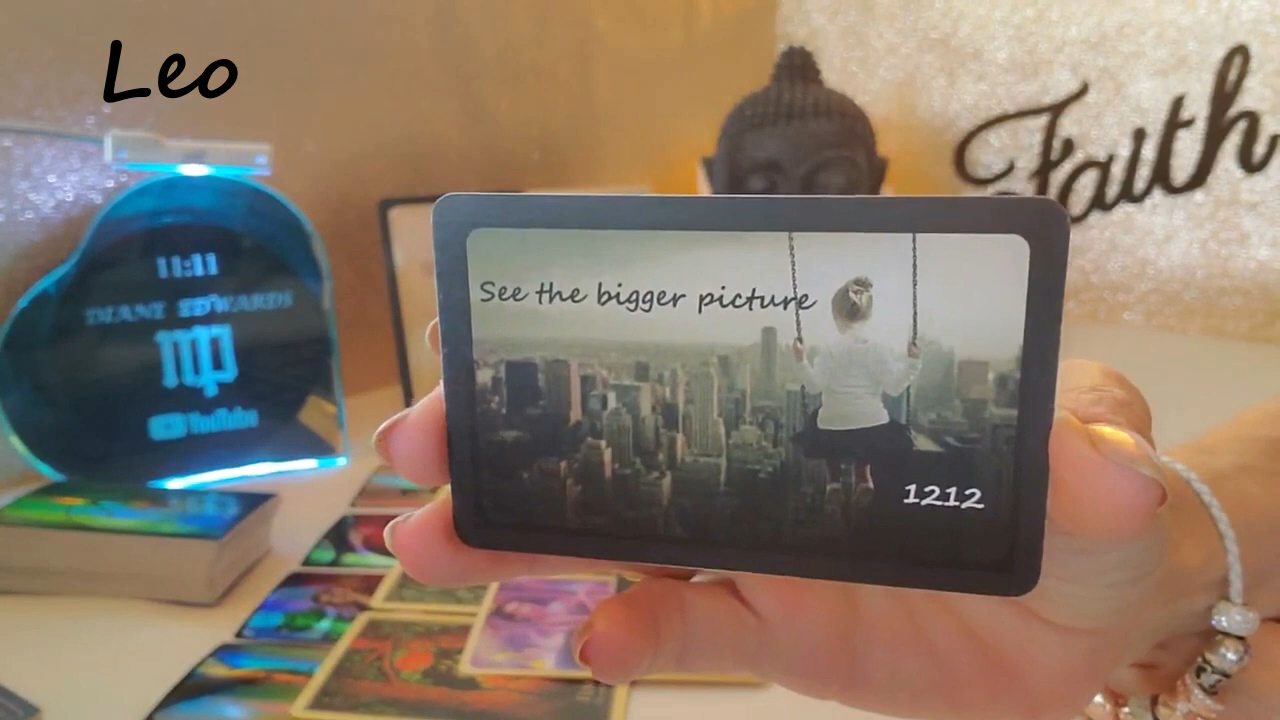 Leo
Faith
See the bigger picture
1212
11:11
DIANE EDWARDS
YouTube